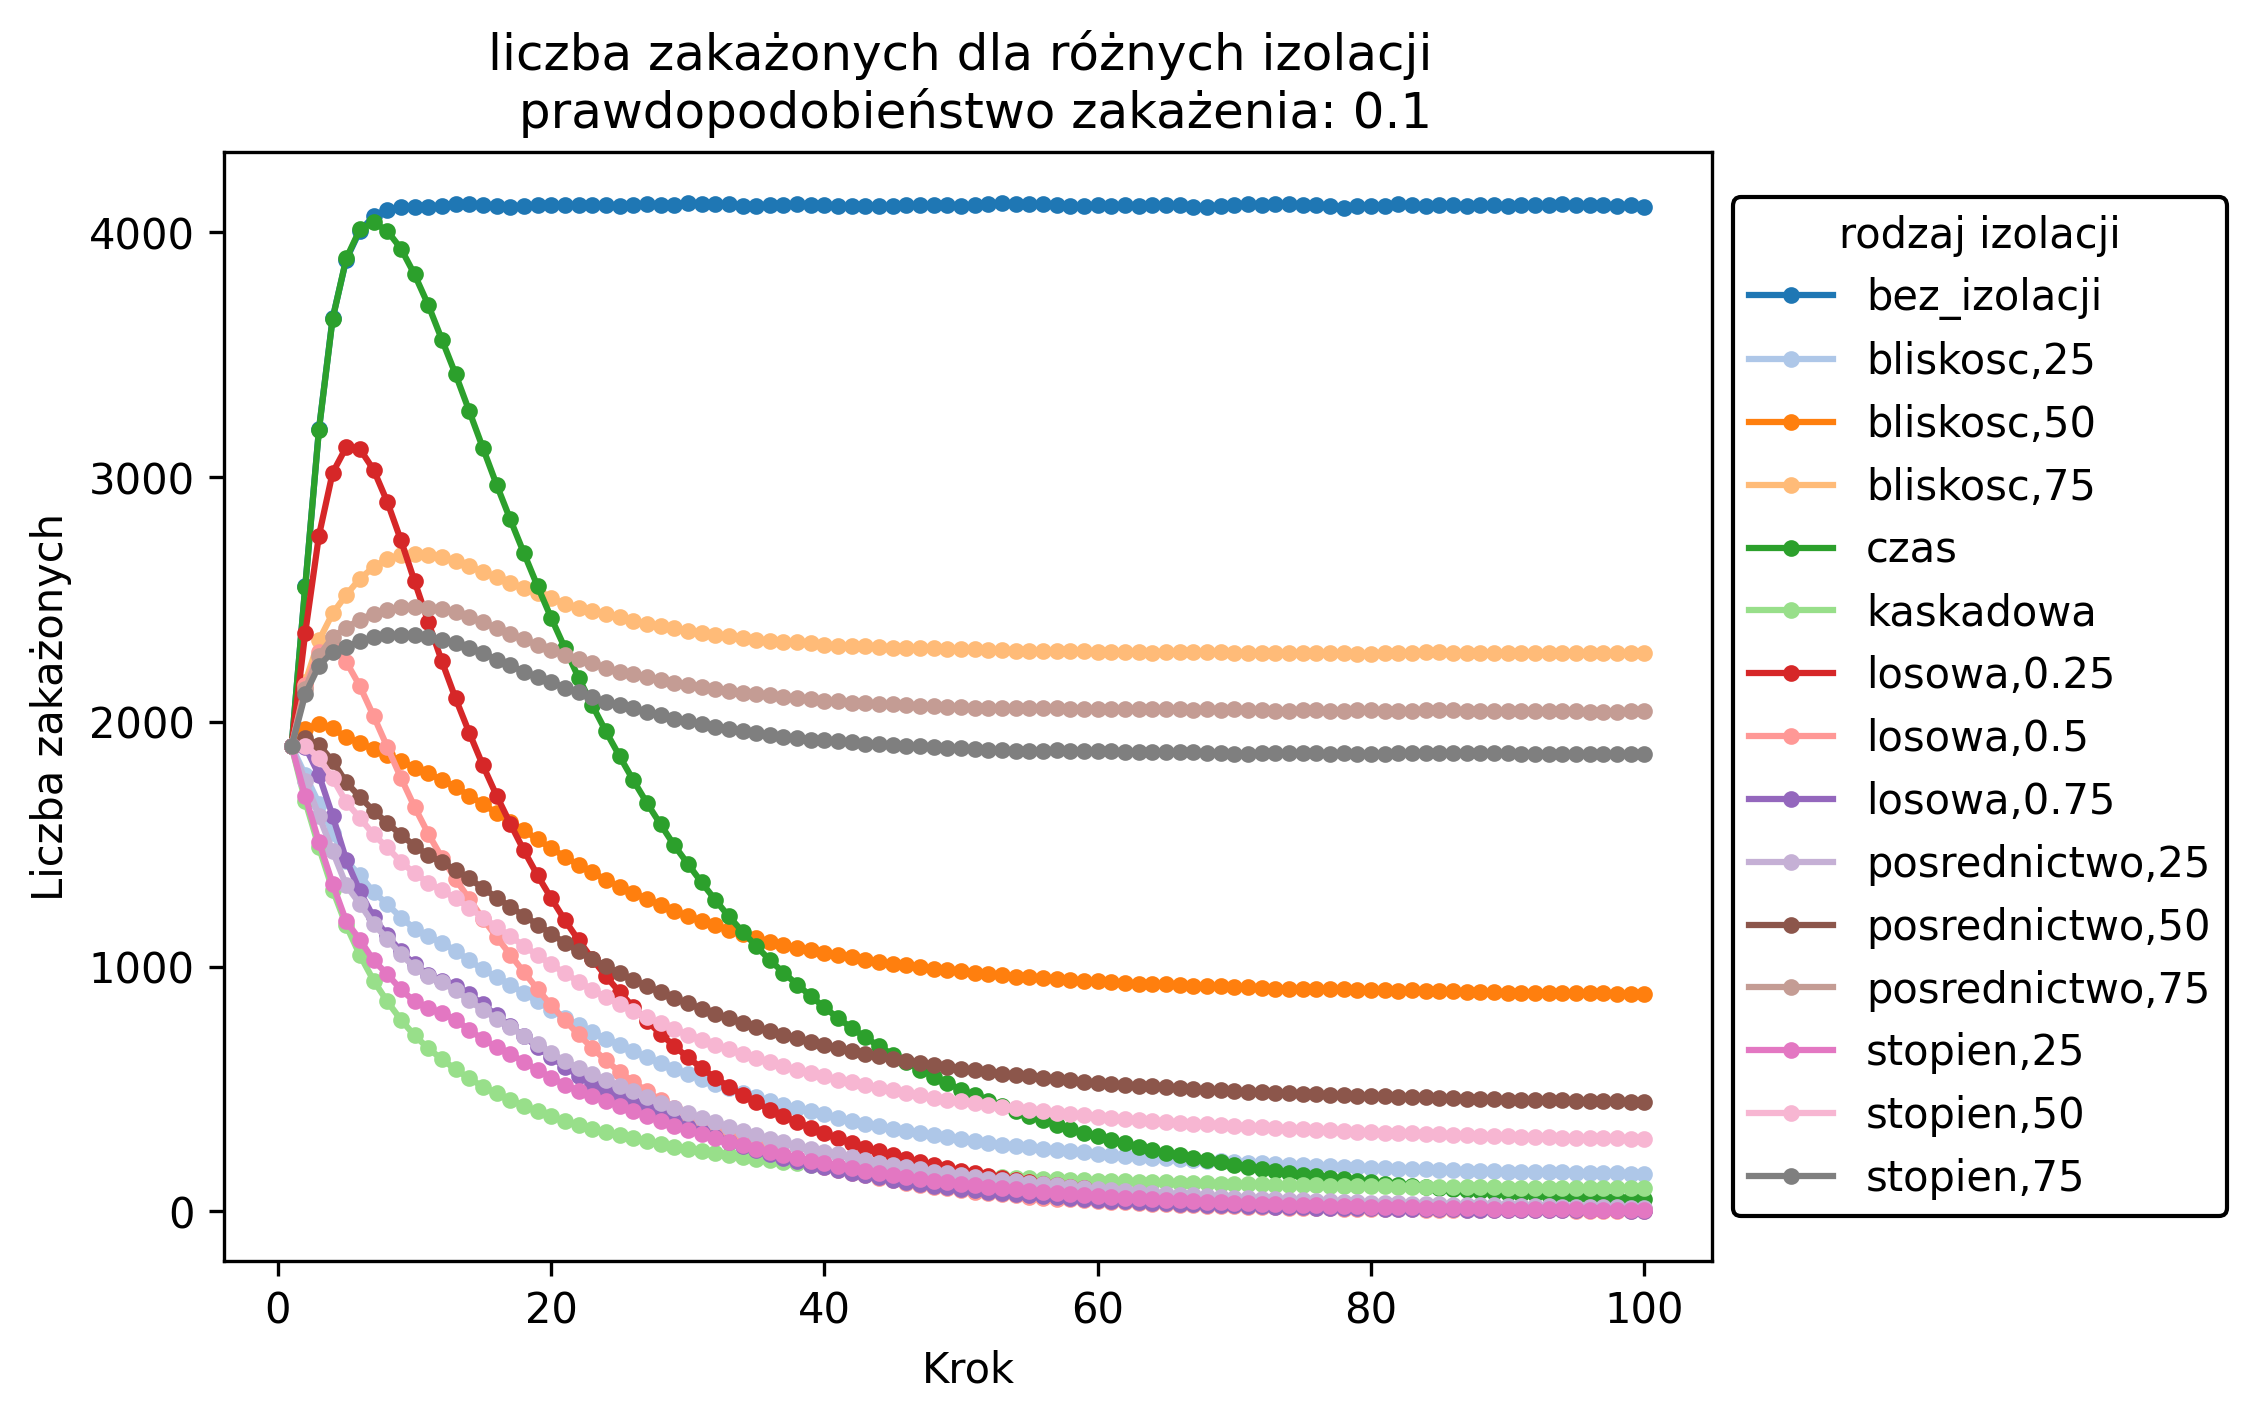 liczba zakażonych dla różnych izolacji
prawdopodobieństwo zakażenia: 0.1
Liczba zakażonych
4000
3000
2000
1000
0
0 20 40 60 80 100
Krok
rodzaj izolacji
bez_izolacji
bliskosc,25
bliskosc,50
bliskosc,75
czas
kaskadowa
losowa,0.25
losowa,0.5
losowa,0.75
posrednictwo,25
posrednictwo,50
posrednictwo,75
stopien,25
stopien,50
stopien,75